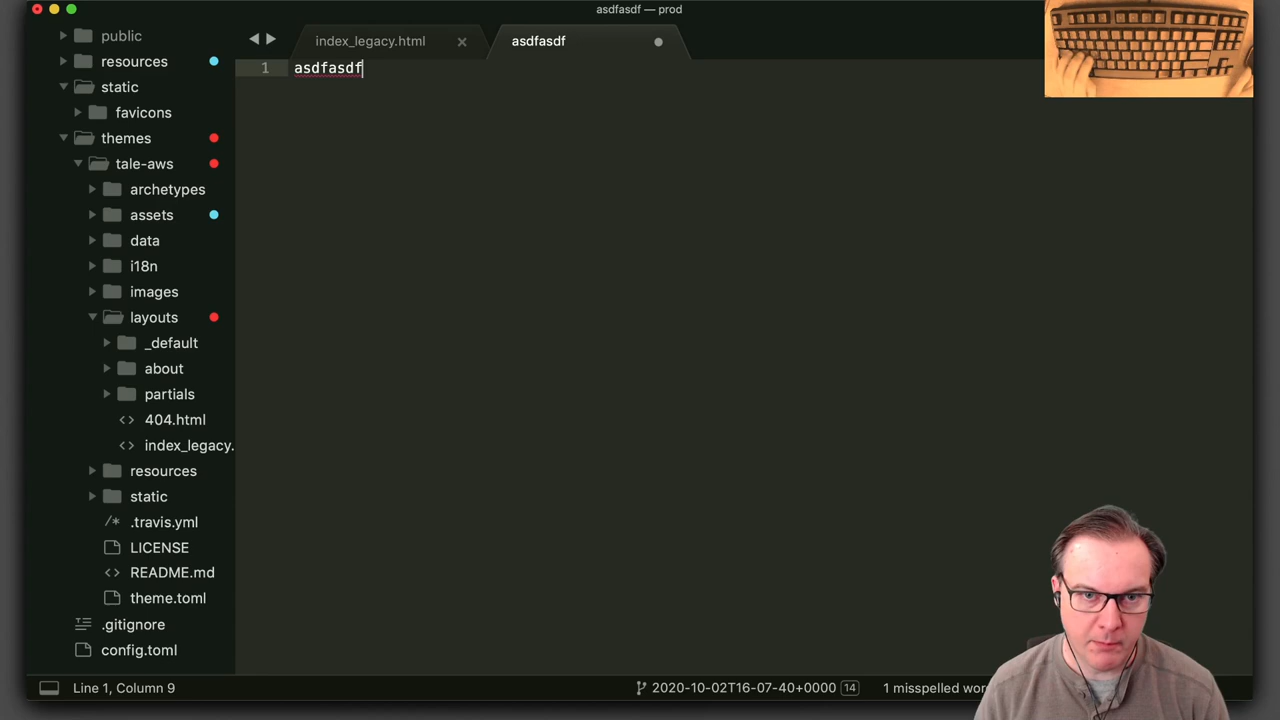 asdfasdf — prod
public
resources
static
favicons
themes
tale-aws
archetypes
assets
data
i18n
images
layouts
_default
about
partials
404.html
index_legacy.
resources
static
.travis.yml
LICENSE
README.md
theme.toml
.gitignore
config.toml
index_legacy.html
asdfasdf
1 asdfasdf
Line 1, Column 9
2020-10-02T16-07-40+0000 14
1 misspelled